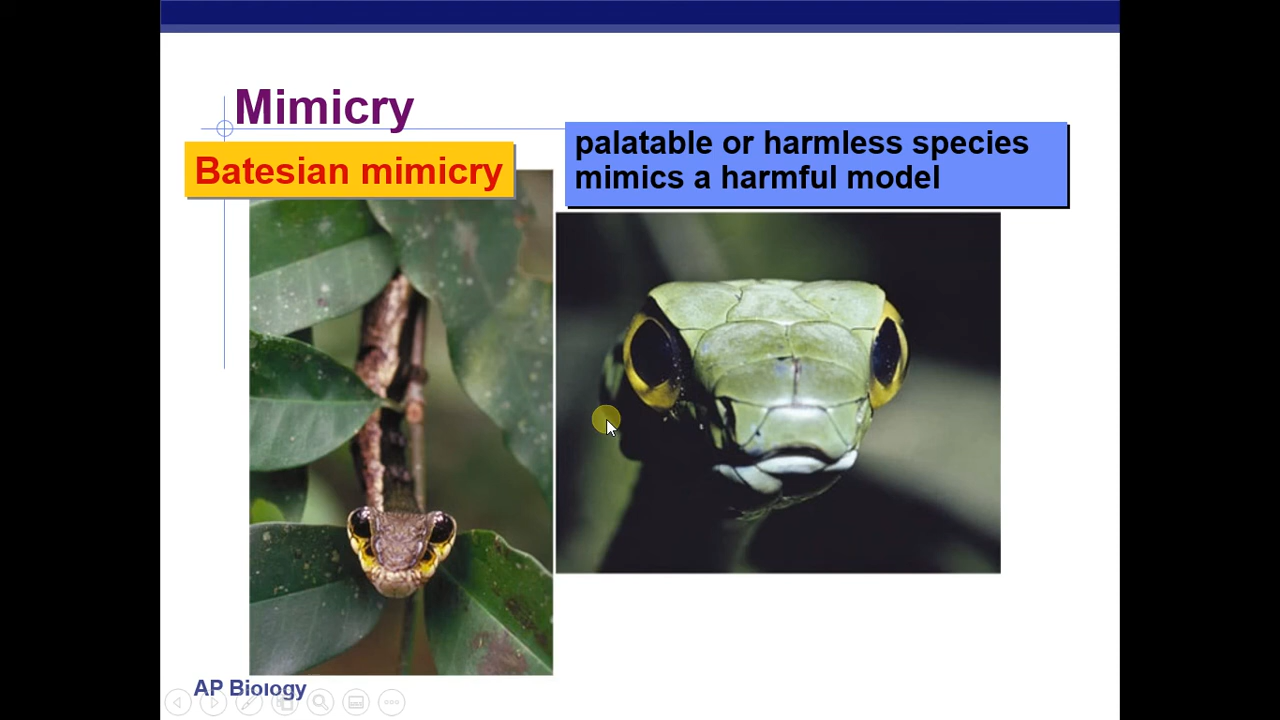 Mimicry
Batesian mimicry
palatable or harmless species
mimics a harmful model
AP Biology